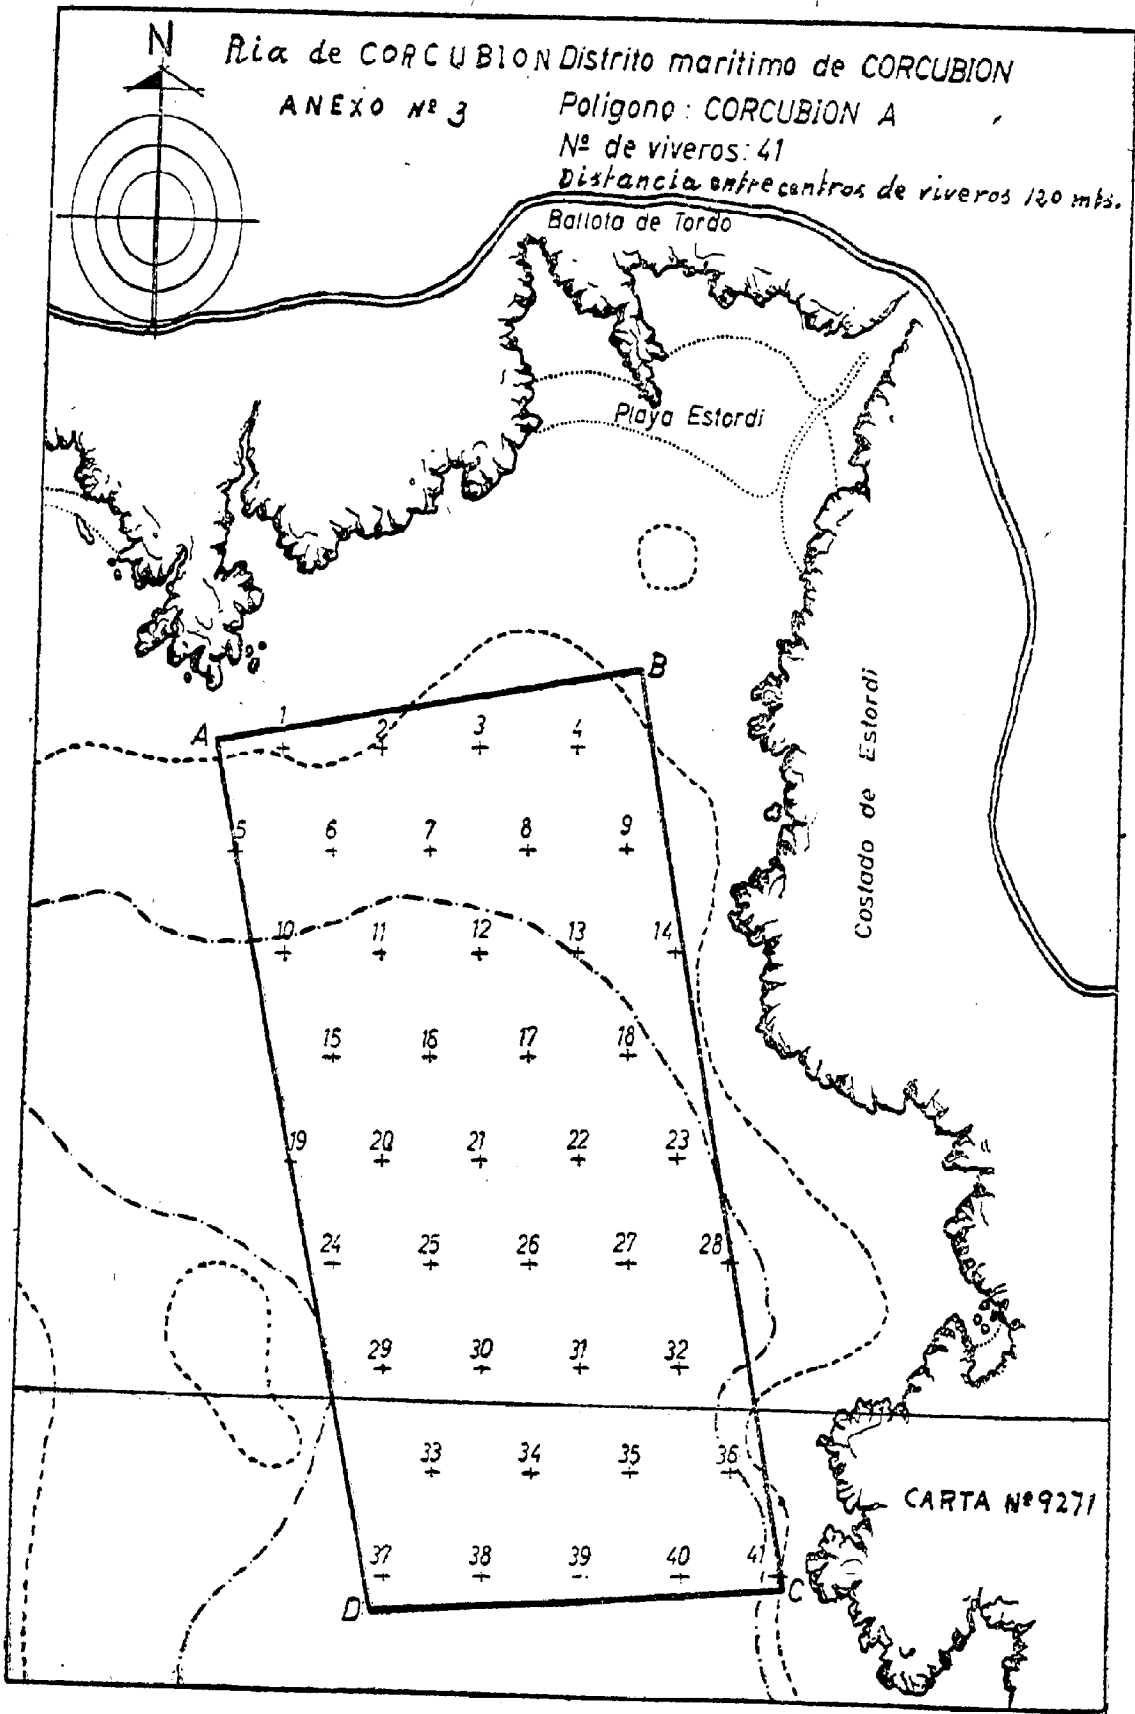 N
Ria de CORCUBION Distrito marítimo de CORCUBION
ANEXO Nº 3 Polígono: CORCUBION A
Nº de viveros: 41
Distancia entre centros de viveros 120 mts.
Ballota de Tordo
Playa Estordi
Costado de Estordi
B
A 1 2 3 4
5 6 7 8 9
10 11 12 13 14
15 16 17 18
19 20 21 22 23
24 25 26 27 28
29 30 31 32
33 34 35 36
CARTA Nº 9271
37 38 39 40 41
D C